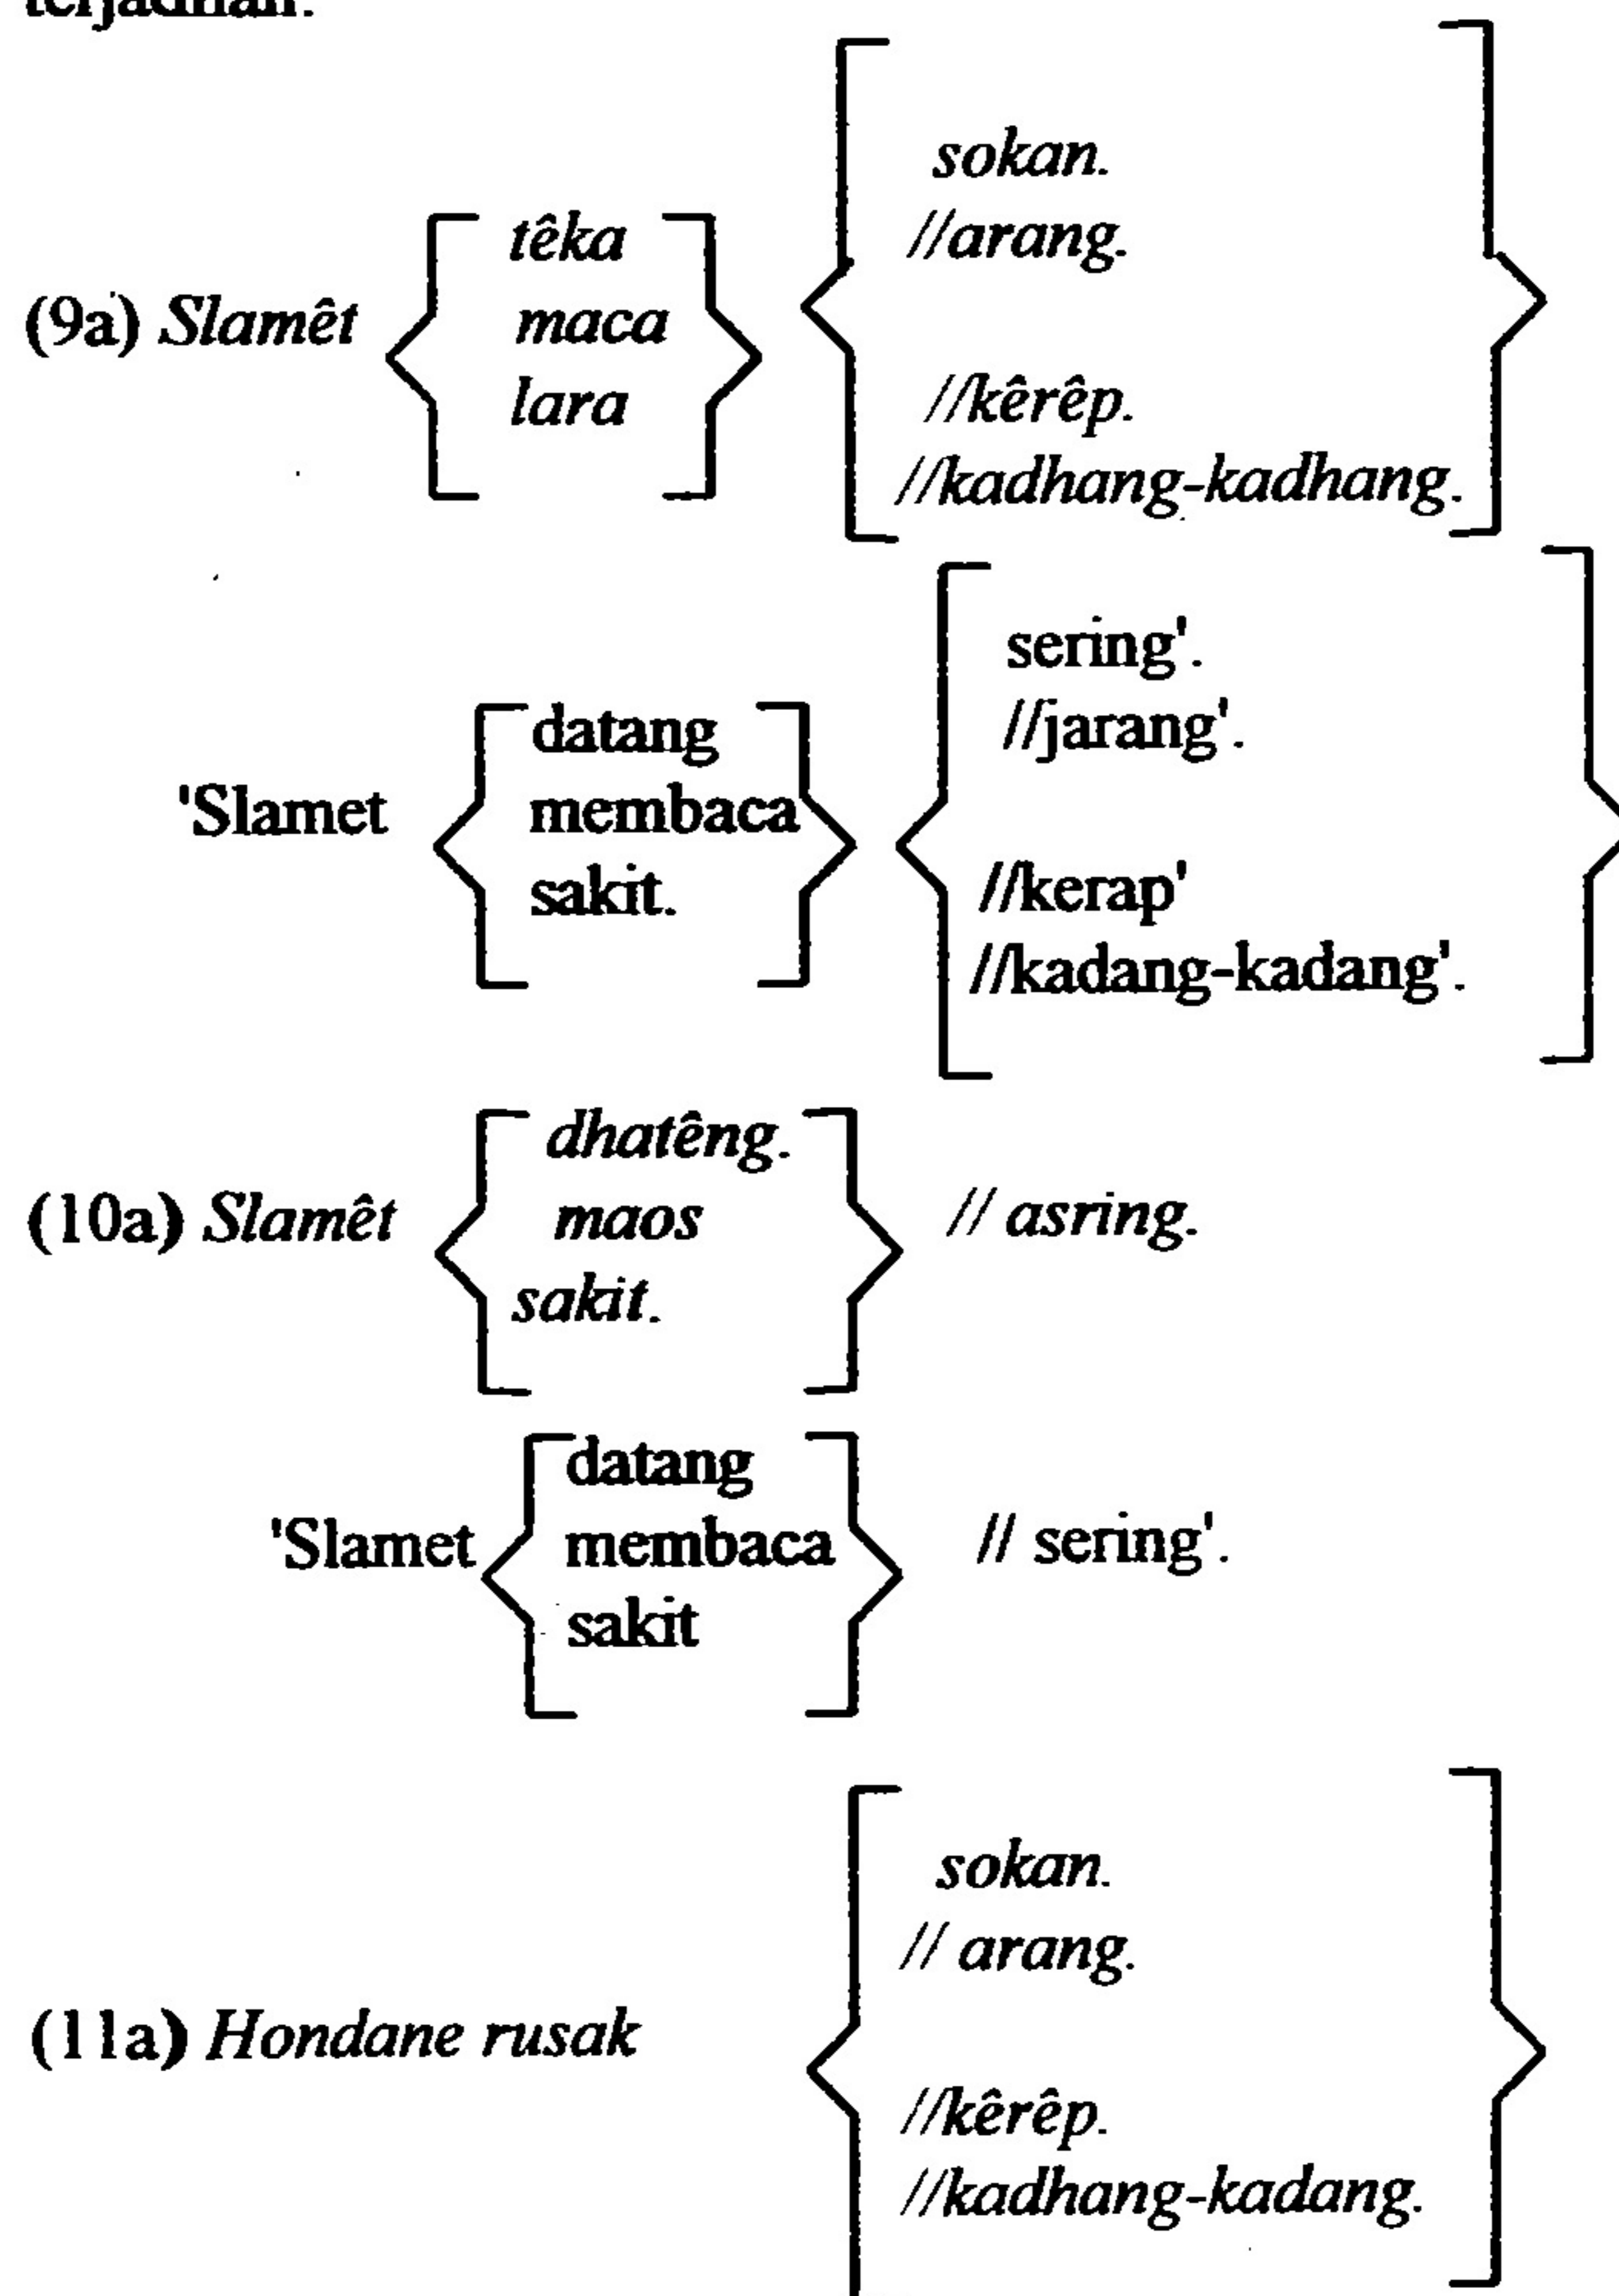 sokan.
//arang.
têka
(9a) Slamêt maca
lara
//kêrêp.
//kadhang-kadhang.
sering'.
//jarang'.
datang
'Slamet membaca
sakit.
//kerap'
//kadang-kadang'.
dhatêng.
(10a) Slamêt maos // asring.
sakit.
datang
'Slamet membaca // sering'.
sakit
sokan.
// arang.
(11a) Hondane rusak
//kêrêp.
//kadhang-kadang.